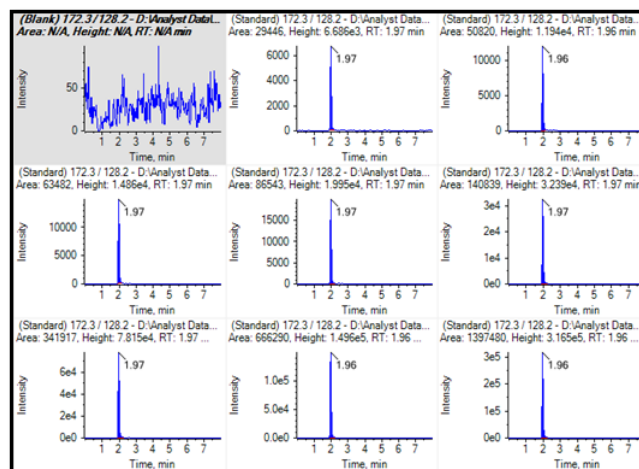 (Blank) 172.3 / 128.2 - D:\Analyst Data\...
Area: N/A, Height: N/A, RT: N/A min
Intensity
50
0
1 2 3 4 5 6 7
Time, min
(Standard) 172.3 / 128.2 - D:\Analyst Data...
Area: 29446, Height: 6.686e3, RT: 1.97 min
Intensity
6000
4000
2000
0
1.97
1 2 3 4 5 6 7
Time, min
(Standard) 172.3 / 128.2 - D:\Analyst Data...
Area: 50820, Height: 1.194e4, RT: 1.96 min
Intensity
10000
5000
0
1.96
1 2 3 4 5 6 7
Time, min
(Standard) 172.3 / 128.2 - D:\Analyst Data...
Area: 63482, Height: 1.486e4, RT: 1.97 min
Intensity
10000
5000
0
1.97
1 2 3 4 5 6 7
Time, min
(Standard) 172.3 / 128.2 - D:\Analyst Data...
Area: 86543, Height: 1.995e4, RT: 1.97 min
Intensity
15000
10000
5000
0
1.97
1 2 3 4 5 6 7
Time, min
(Standard) 172.3 / 128.2 - D:\Analyst Data...
Area: 140839, Height: 3.239e4, RT: 1.97 min
Intensity
3e4
2e4
1e4
0e0
1.97
1 2 3 4 5 6 7
Time, min
(Standard) 172.3 / 128.2 - D:\Analyst Data...
Area: 341917, Height: 7.815e4, RT: 1.97 ...
Intensity
6e4
4e4
2e4
0e0
1.97
1 2 3 4 5 6 7
Time, min
(Standard) 172.3 / 128.2 - D:\Analyst Data...
Area: 666290, Height: 1.496e5, RT: 1.96 ...
Intensity
1.0e5
5.0e4
0.0e0
1.96
1 2 3 4 5 6 7
Time, min
(Standard) 172.3 / 128.2 - D:\Analyst Data...
Area: 1397480, Height: 3.165e5, RT: 1.96 ...
Intensity
3e5
2e5
1e5
0e0
1.96
1 2 3 4 5 6 7
Time, min